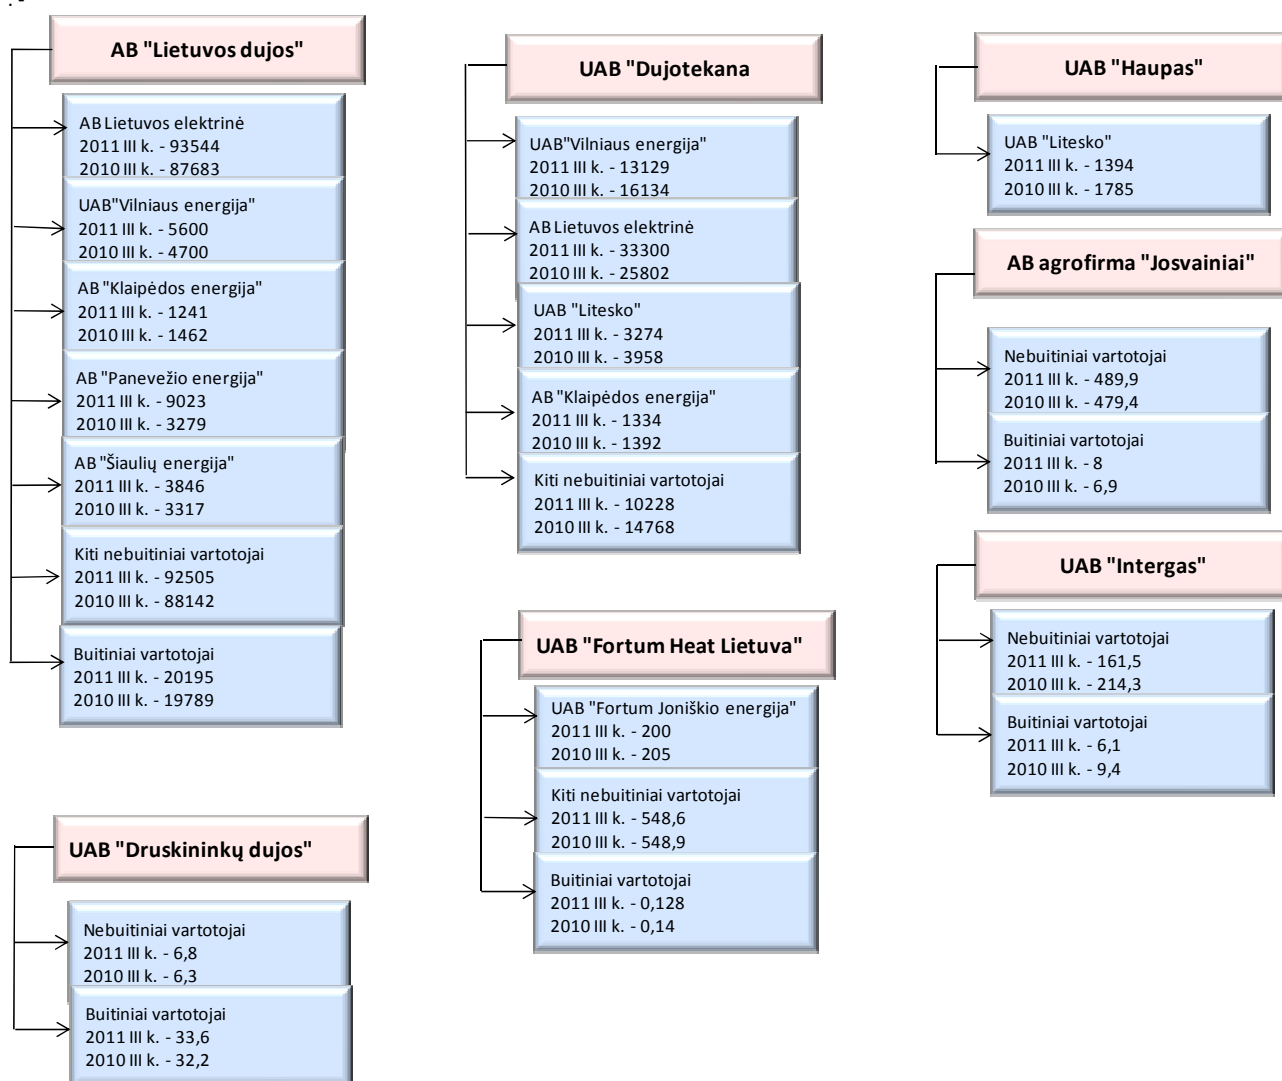 AB "Lietuvos dujos"
AB Lietuvos elektrinė
2011 III k. - 93544
2010 III k. - 87683
UAB"Vilniaus energija"
2011 III k. - 5600
2010 III k. - 4700
AB "Klaipėdos energija"
2011 III k. - 1241
2010 III k. - 1462
AB "Panevežio energija"
2011 III k. - 9023
2010 III k. - 3279
AB "Šiaulių energija"
2011 III k. - 3846
2010 III k. - 3317
Kiti nebuitiniai vartotojai
2011 III k. - 92505
2010 III k. - 88142
Buitiniai vartotojai
2011 III k. - 20195
2010 III k. - 19789
UAB "Druskininkų dujos"
Nebuitiniai vartotojai
2011 III k. - 6,8
2010 III k. - 6,3
Buitiniai vartotojai
2011 III k. - 33,6
2010 III k. - 32,2
UAB "Dujotekana
UAB"Vilniaus energija"
2011 III k. - 13129
2010 III k. - 16134
AB Lietuvos elektrinė
2011 III k. - 33300
2010 III k. - 25802
UAB "Litesko"
2011 III k. - 3274
2010 III k. - 3958
AB "Klaipėdos energija"
2011 III k. - 1334
2010 III k. - 1392
Kiti nebuitiniai vartotojai
2011 III k. - 10228
2010 III k. - 14768
UAB "Fortum Heat Lietuva"
UAB "Fortum Joniškio energija"
2011 III k. - 200
2010 III k. - 205
Kiti nebuitiniai vartotojai
2011 III k. - 548,6
2010 III k. - 548,9
Buitiniai vartotojai
2011 III k. - 0,128
2010 III k. - 0,14
UAB "Haupas"
UAB "Litesko"
2011 III k. - 1394
2010 III k. - 1785
AB agrofirma "Josvainiai"
Nebuitiniai vartotojai
2011 III k. - 489,9
2010 III k. - 479,4
Buitiniai vartotojai
2011 III k. - 8
2010 III k. - 6,9
UAB "Intergas"
Nebuitiniai vartotojai
2011 III k. - 161,5
2010 III k. - 214,3
Buitiniai vartotojai
2011 III k. - 6,1
2010 III k. - 9,4